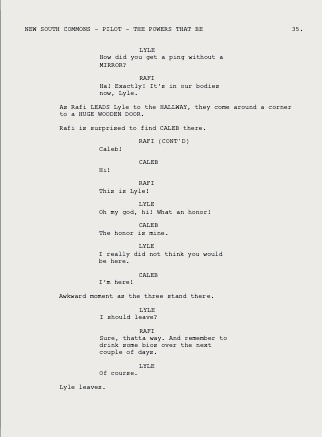 NEW SOUTH COMMONS - PILOT - THE POWERS THAT BE 35.
LYLE
How did you get a ping without a
MIRROR?
RAFI
Ha! Exactly! It's in our bodies
now, Lyle.
As Rafi LEADS Lyle to the HALLWAY, they come around a corner
to a HUGE WOODEN DOOR.
Rafi is surprised to find CALEB there.
RAFI (CONT'D)
Caleb!
CALEB
Hi!
RAFI
This is Lyle!
LYLE
Oh my god, hi! What an honor!
CALEB
The honor is mine.
LYLE
I really did not think you would
be here.
CALEB
I'm here!
Awkward moment as the three stand there.
LYLE
I should leave?
RAFI
Sure, thatta way. And remember to
drink some bios over the next
couple of days.
LYLE
Of course.
Lyle leaves.